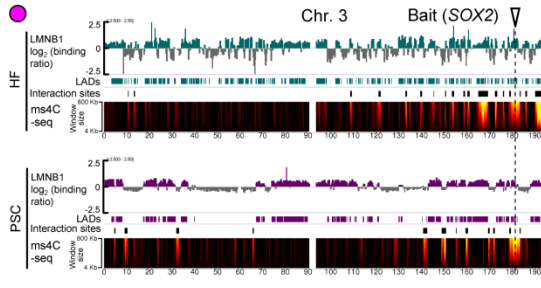 Chr. 3
Bait (SOX2)
HF
LMNB1
log2 (binding
ratio)
2.5
0
-2.5
LADs
Interaction sites
ms4C
-seq
Window
size
800 Kb
4 Kb
0 10 20 30 40 50 60 70 80 90 100 110 120 130 140 150 160 170 180 190
PSC
LMNB1
log2 (binding
ratio)
2.5
0
-2.5
LADs
Interaction sites
ms4C
-seq
Window
size
800 Kb
4 Kb
0 10 20 30 40 50 60 70 80 90 100 110 120 130 140 150 160 170 180 190